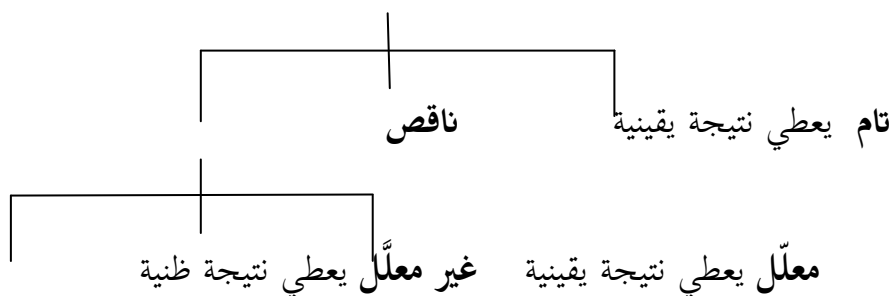 تام يعطي نتيجة يقينية ناقص
معلّل يعطي نتيجة يقينية غير معلَّل يعطي نتيجة ظنية